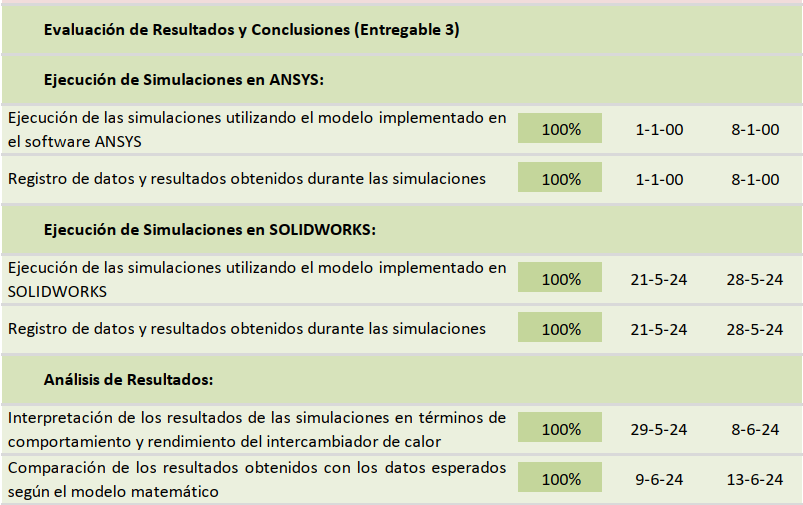 Evaluación de Resultados y Conclusiones (Entregable 3)
Ejecución de Simulaciones en ANSYS:
Ejecución de las simulaciones utilizando el modelo implementado en
el software ANSYS
100% 1-1-00 8-1-00
Registro de datos y resultados obtenidos durante las simulaciones 100% 1-1-00 8-1-00
Ejecución de Simulaciones en SOLIDWORKS:
Ejecución de las simulaciones utilizando el modelo implementado en
SOLIDWORKS
100% 21-5-24 28-5-24
Registro de datos y resultados obtenidos durante las simulaciones 100% 21-5-24 28-5-24
Análisis de Resultados:
Interpretación de los resultados de las simulaciones en términos de
comportamiento y rendimiento del intercambiador de calor
100% 29-5-24 8-6-24
Comparación de los resultados obtenidos con los datos esperados
según el modelo matemático
100% 9-6-24 13-6-24